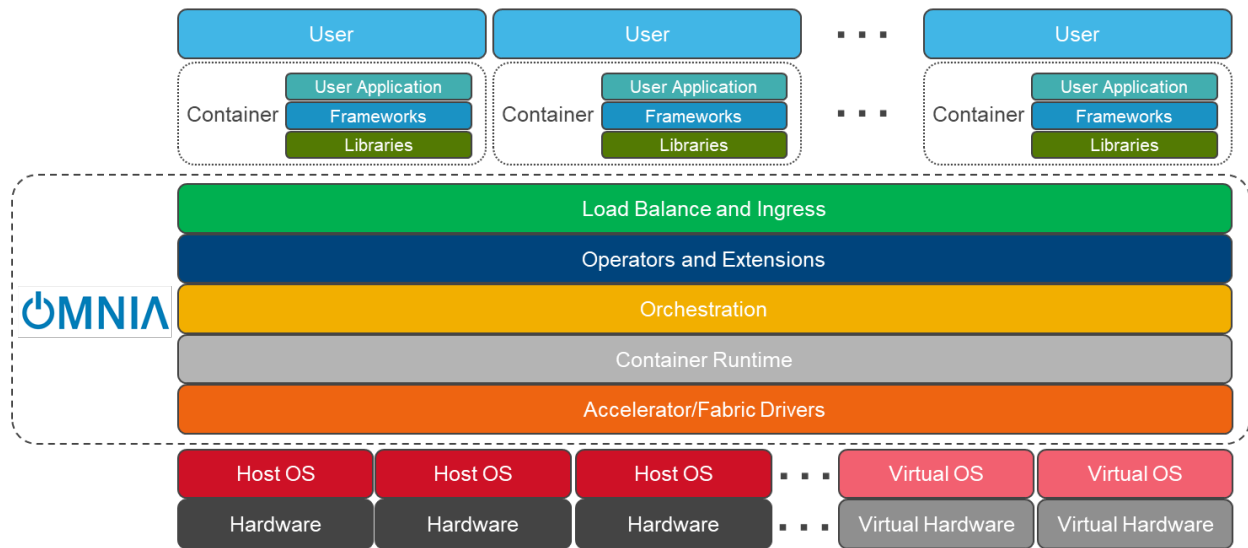 User User User
User Application User Application User Application
Container Frameworks Container Frameworks Container Frameworks
Libraries Libraries Libraries
Load Balance and Ingress
Operators and Extensions
OMNIA Orchestration
Container Runtime
Accelerator/Fabric Drivers
Host OS Host OS Host OS Virtual OS Virtual OS
Hardware Hardware Hardware Virtual Hardware Virtual Hardware